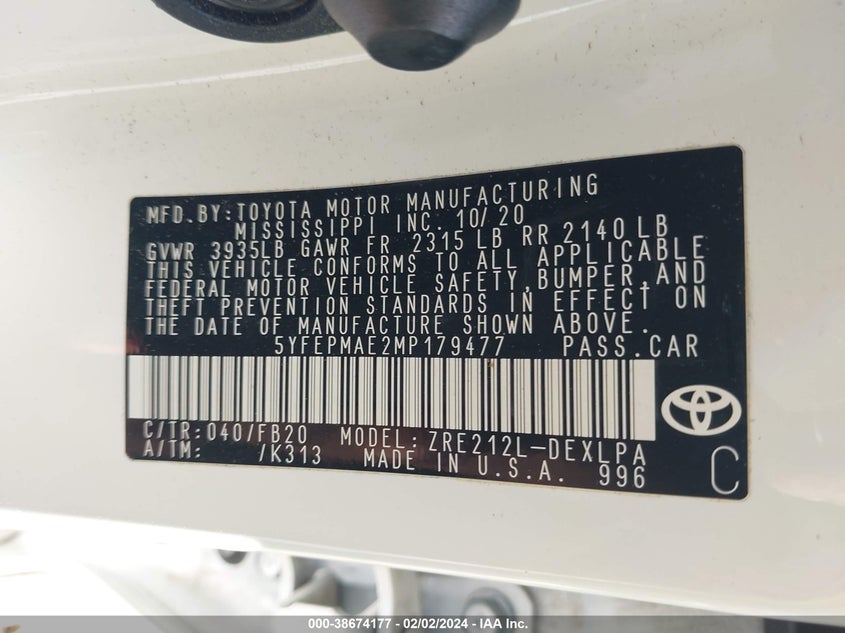 MFD. BY: TOYOTA MOTOR MANUFACTURING
MISSISSIPPI INC. 10/20
GVWR 3935LB GAWR FR 2315 LB RR 2140 LB
THIS VEHICLE CONFORMS TO ALL APPLICABLE
FEDERAL MOTOR VEHICLE SAFETY, BUMPER, AND
THEFT PREVENTION STANDARDS IN EFFECT ON
THE DATE OF MANUFACTURE SHOWN ABOVE.
5YFEPMAE2MP179477 PASS.CAR
C/TR: 040/FB20 MODEL: ZRE212L-DEXLPA
A/TM: /K313 MADE IN U.S.A. 996
C
000-38674177 - 02/02/2024 - IAA Inc.